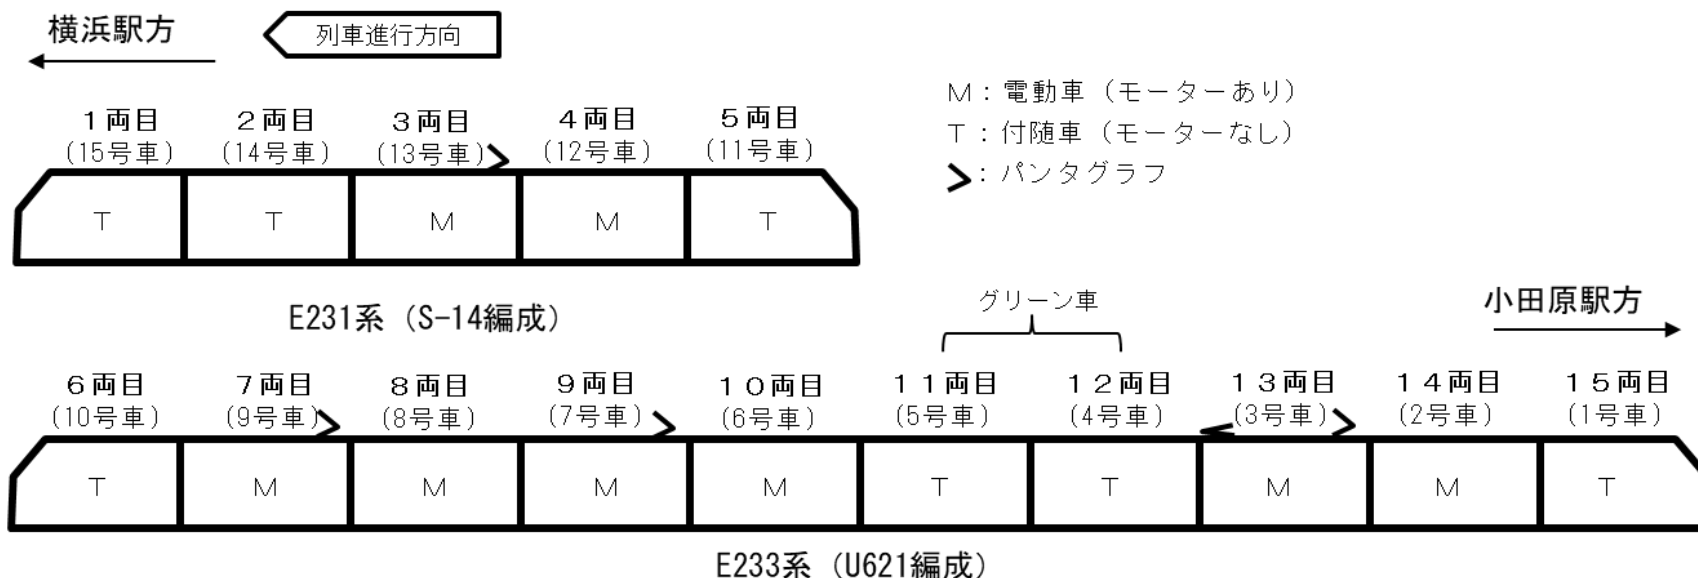 横浜駅方
列車進行方向
M：電動車（モーターあり）
T：付随車（モーターなし）
：パンタグラフ
1両目 2両目 3両目 4両目 5両目
(15号車) (14号車) (13号車) (12号車) (11号車)
T T M M T
E231系（S-14編成）
グリーン車
小田原駅方
6両目 7両目 8両目 9両目 10両目 11両目 12両目 13両目 14両目 15両目
(10号車) (9号車) (8号車) (7号車) (6号車) (5号車) (4号車) (3号車) (2号車) (1号車)
T M M M M T T M M T
E233系（U621編成）